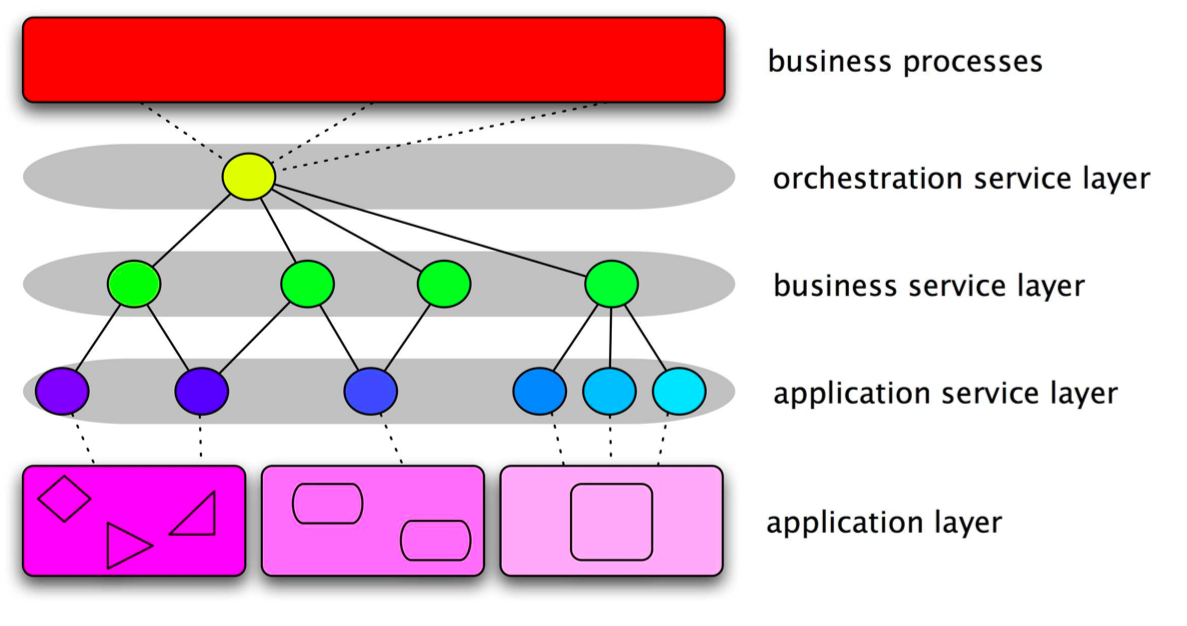 business processes
orchestration service layer
business service layer
application service layer
application layer